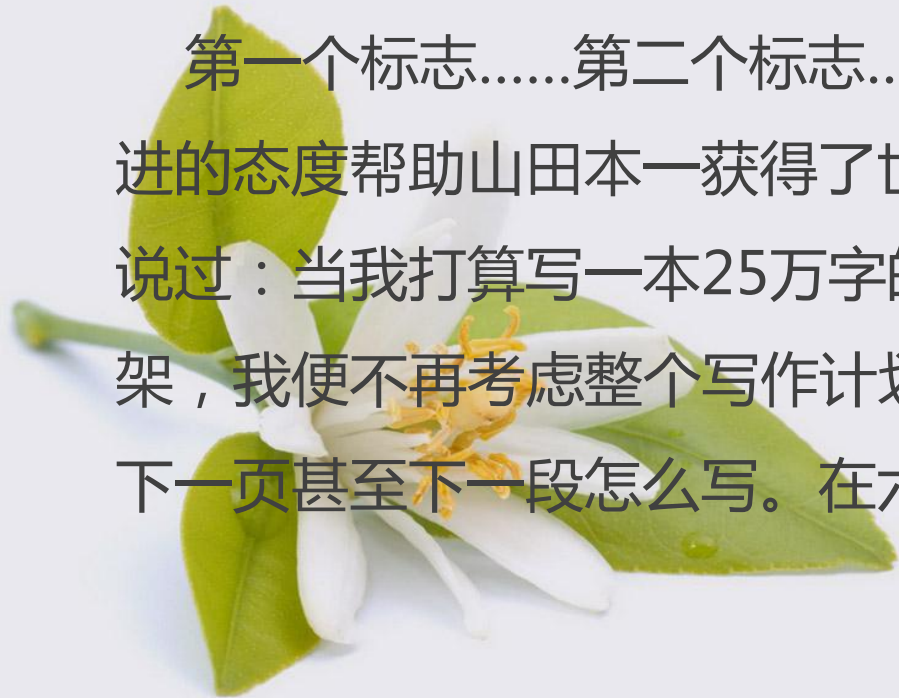 第一个标志......第二个标志..
进的态度帮助山田本一获得了
说过：当我打算写一本25万字的
架，我便不再考虑整个写作计划
下一页甚至下一段怎么写。在